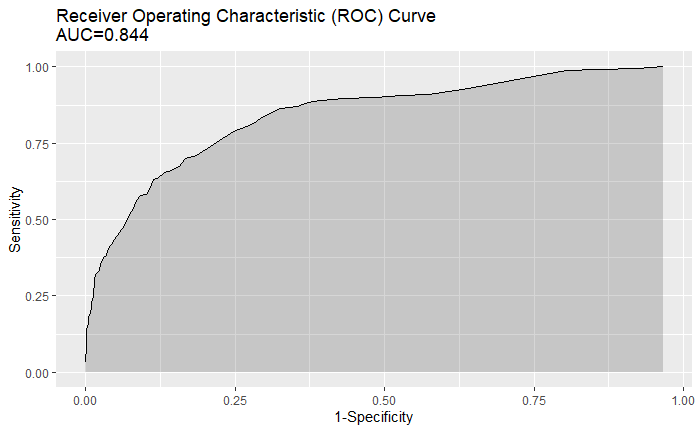 Receiver Operating Characteristic (ROC) Curve
AUC=0.844
1.00
0.75
0.50
0.25
0.00
Sensitivity
0.00 0.25 0.50 0.75 1.00
1-Specificity